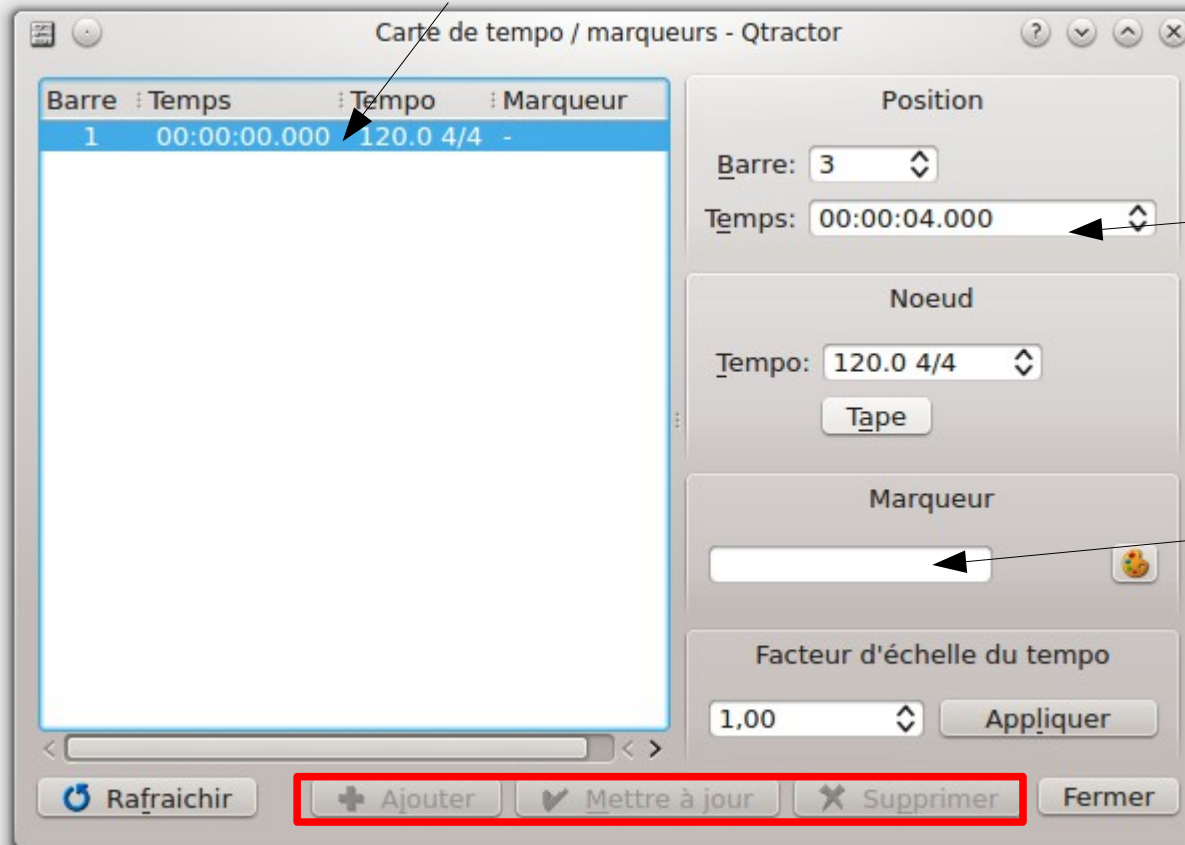 Carte de tempo / marqueurs - Qtractor
Barre Temps Tempo Marqueur
1 00:00:00.000 120.0 4/4 -
Position
Barre: 3
Temps: 00:00:04.000
Noeud
Tempo: 120.0 4/4
Tape
Marqueur
Facteur d'échelle du tempo
1,00 Appliquer
Rafraichir Ajouter Mettre à jour Supprimer Fermer